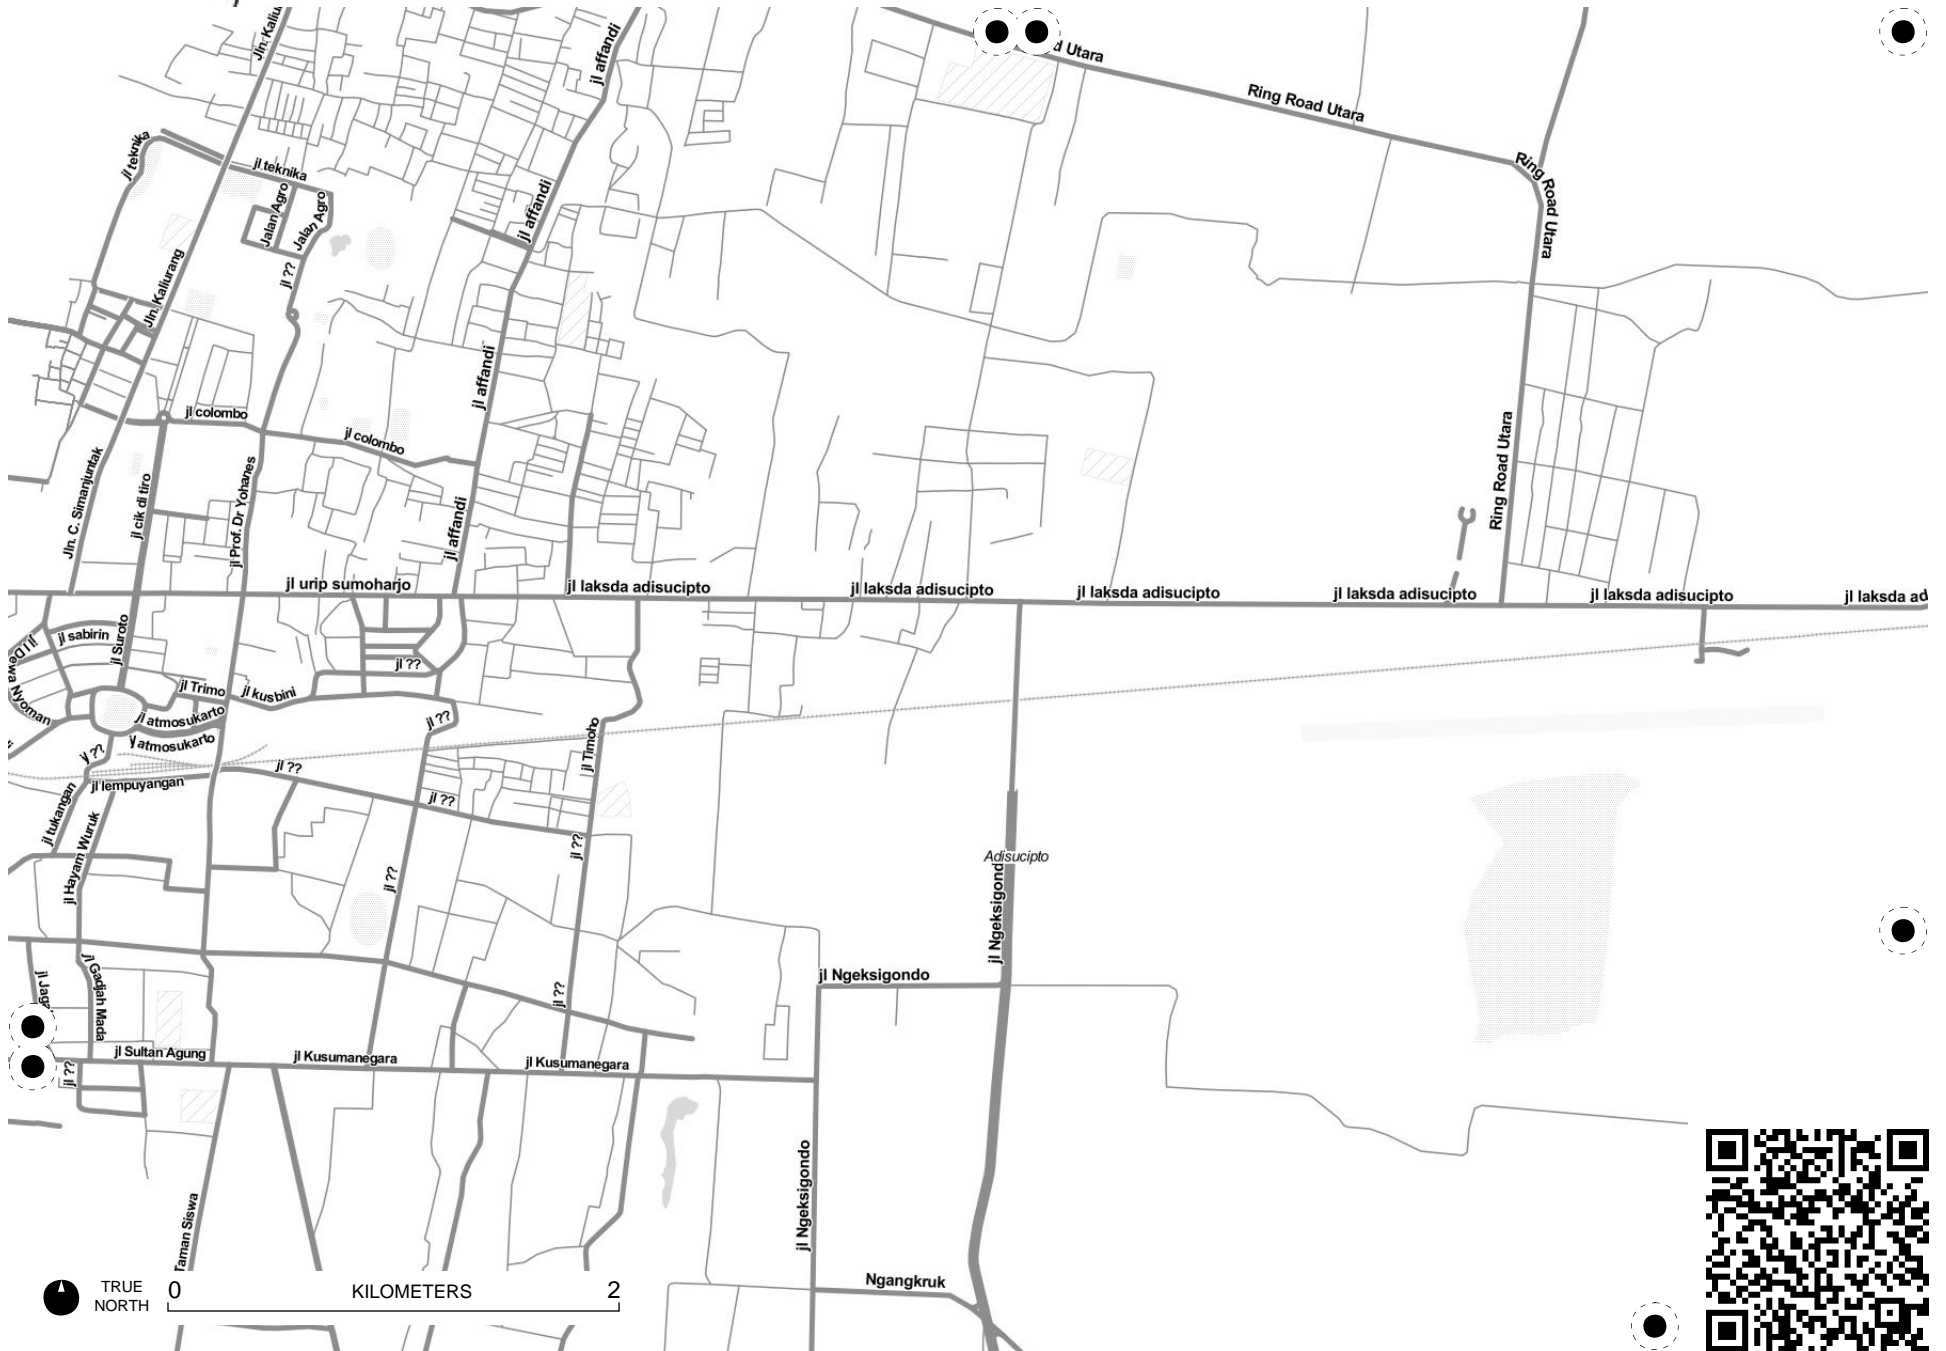 Jln. Kaliu
jl affandi
d Utara
Ring Road Utara
jl teknika
jl teknika
Jalan Agro
Jalan Agro
Ring Road Utara
jl affandi
jl ??
Jln. Kaliurang
jl affandi
jl colombo
jl colombo
Ring Road Utara
Jln. C. Simanjuntak
jl cik di tiro
jl Prof. Dr Yohanes
jl affandi
jl urip sumoharjo
jl laksda adisucipto
jl laksda adisucipto
jl laksda adisucipto
jl laksda adisucipto
jl laksda adisucipto
jl laksda ad
jl sabirin
jl Suroto
jl Dewa Nyoman
jl ??
jl Trimo
jl kusbini
jl atmosukarto
jl atmosukarto
jl ??
jl Timoho
jl ??
jl ??
jl lempuyangan
jl ??
jl tukangan
jl Hayam Wuruk
jl ??
jl ??
Adisucipto
jl Ngeksigond
jl Ngeksigondo
jl Jaga
jl Gadjah Mada
jl ??
jl Sultan Agung
jl Kusumanegara
jl Kusumanegara
jl ??
jl Ngeksigondo
Taman Siswa
Ngangkruk
TRUE
NORTH
0 KILOMETERS 2